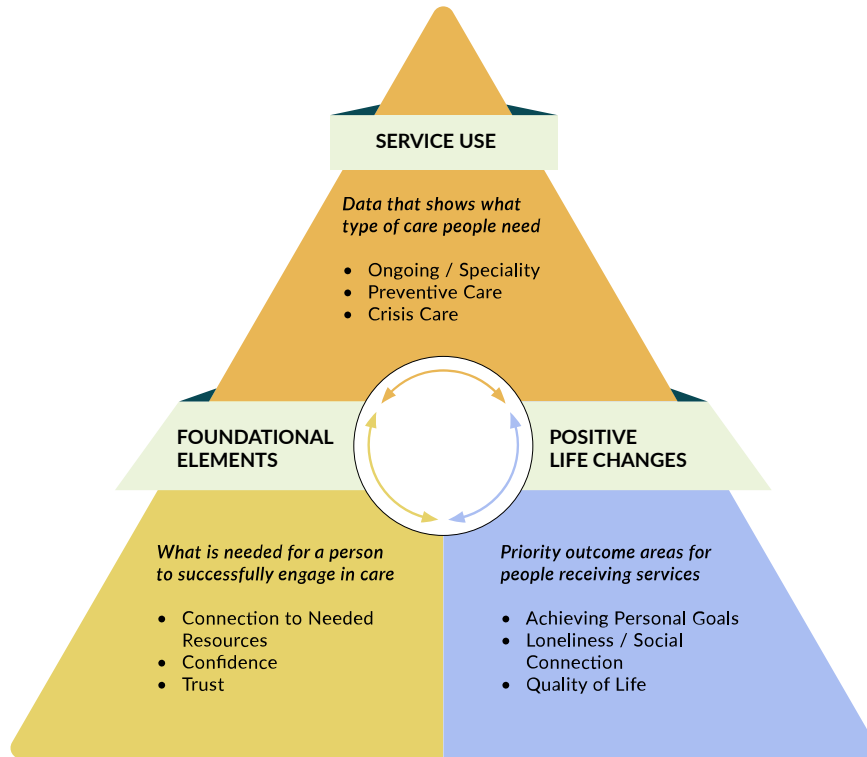 SERVICE USE
Data that shows what
type of care people need
• Ongoing / Speciality
• Preventive Care
• Crisis Care
FOUNDATIONAL
ELEMENTS
What is needed for a person
to successfully engage in care
• Connection to Needed
Resources
• Confidence
• Trust
POSITIVE
LIFE CHANGES
Priority outcome areas for
people receiving services
• Achieving Personal Goals
• Loneliness / Social
Connection
• Quality of Life